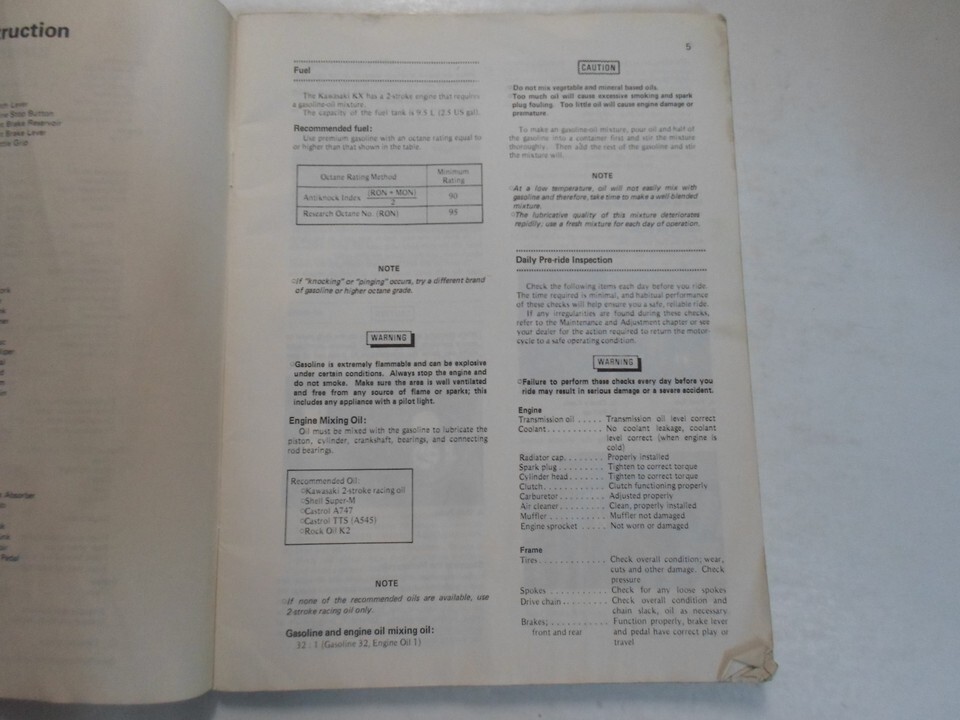 ruction
on Lever
ne Stop Button
t Brake Reservoir
t Brake Lever
ttle Grip
Absorber
Pedal
5
Fuel
The Kawasaki KX has a 2-stroke engine that requires
a gasoline-oil mixture.
The capacity of the fuel tank is 9.5 L (2.5 US gal).
Recommended fuel:
Use premium gasoline with an octane rating equal to
or higher than that shown in the table.
Octane Rating Method Minimum Rating
Antiknock Index (RON + MON) / 2 90
Research Octane No. (RON) 95
NOTE
○If "knocking" or "pinging" occurs, try a different brand
of gasoline or higher octane grade.
WARNING
○Gasoline is extremely flammable and can be explosive
under certain conditions. Always stop the engine and
do not smoke. Make sure the area is well ventilated
and free from any source of flame or sparks; this
includes any appliance with a pilot light.
Engine Mixing Oil:
Oil must be mixed with the gasoline to lubricate the
piston, cylinder, crankshaft, bearings, and connecting
rod bearings.
Recommended Oil:
○Kawasaki 2-stroke racing oil
○Shell Super-M
○Castrol A747
○Castrol TTS (A545)
○Rock Oil K2
NOTE
○If none of the recommended oils are available, use
2-stroke racing oil only.
Gasoline and engine oil mixing oil:
32 : 1 (Gasoline 32, Engine Oil 1)
CAUTION
○Do not mix vegetable and mineral based oils.
○Too much oil will cause excessive smoking and spark
plug fouling. Too little oil will cause engine damage or
premature.
To make an gasoline-oil mixture, pour oil and half of
the gasoline into a container first and stir the mixture
thoroughly. Then add the rest of the gasoline and stir
the mixture will.
NOTE
○At a low temperature, oil will not easily mix with
gasoline and therefore, take time to make a well-blended
mixture.
○The lubricative quality of this mixture deteriorates
repidlly; use a fresh mixture for each day of operation.
Daily Pre-ride Inspection
Check the following items each day before you ride.
The time required is minimal, and habitual performance
of these checks will help ensure you a safe, reliable ride.
If any irregularities are found during these checks,
refer to the Maintenance and Adjustment chapter or see
your dealer for the action required to return the motor-
cycle to a safe operating condition.
WARNING
○Failure to perform these checks every day before you
ride may result in serious damage or a severe accident.
Engine
Transmission oil ..... Transmission oil level correct
Coolant........... No coolant leakage, coolant
level correct (when engine is
cold)
Radiator cap........ Properly installed
Spark plug......... Tighten to correct torque
Cylinder head....... Tighten to correct torque
Clutch............ Clutch functioning properly
Carburetor......... Adjusted properly
Air cleaner......... Clean, properly installed
Muffler .......... Muffler not damaged
Engine sprocket ..... Not worn or damaged
Frame
Tires............. Check overall condition; wear,
cuts and other damage. Check
pressure
Spokes ........... Check for any loose spokes
Drive chain......... Check overall condition and
chain slack, oil as necessary
Brakes; ........... Function properly, brake lever
front and rear and pedal have correct play or
travel